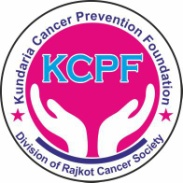 Kundaria Cancer Prevention Foundation
KCPF
Division of Rajkot Cancer Society